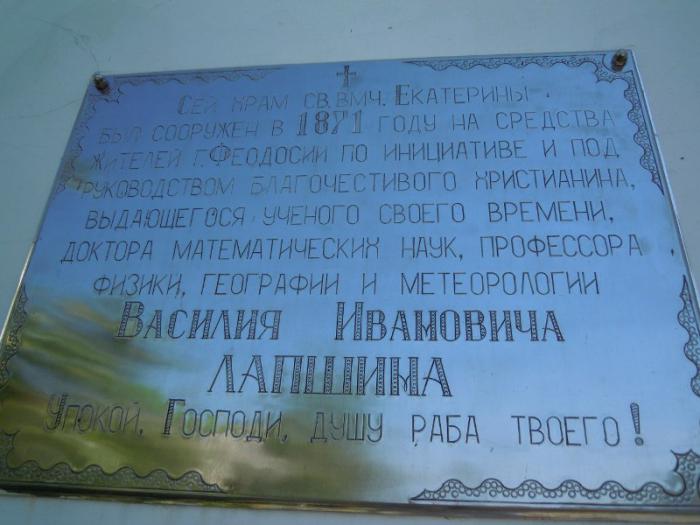 Сей храм св. вмч. Екатерины
был сооружен в 1871 году на средства
жителей г. Феодосии по инициативе и под
руководством благочестивого христианина,
выдающегося ученого своего времени,
доктора математических наук, профессора
физики, географии и метеорологии
Василия Ивановича
ЛАПШИНА
Упокой, Господи, душу раба твоего!